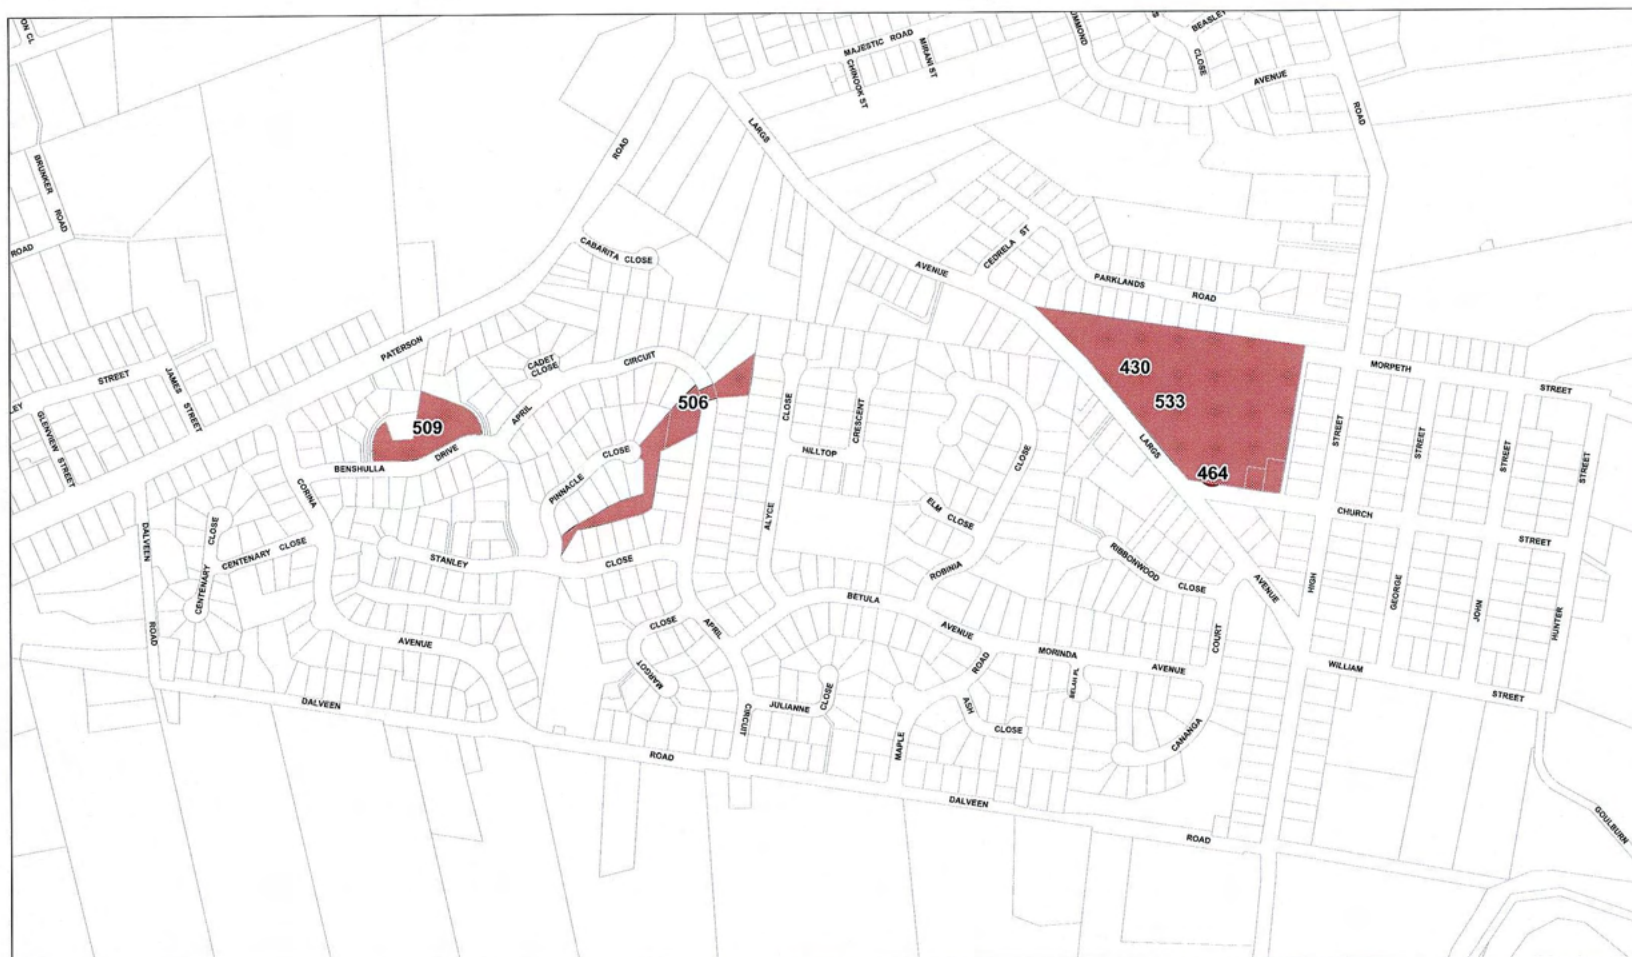 ON CL
UMMOND
BEASLEY
CLOSE
AVENUE
MAJESTIC ROAD
MIRANI ST
CHINOOK ST
ROAD
LARGS
ROAD
BRUNKER
ROAD
ROAD
CABARITA CLOSE
CEDRELA ST
AVENUE
PARKLANDS
ROAD
PATERSON
CADET
CLOSE
CIRCUIT
430
533
464
MORPETH
STREET
STREET
JAMES
STREET
LEY
GLENVIEW
STREET
509
506
APRIL
DRIVE
BENSHULLA
CLOSE
CRESCENT
CLOSE
LARGS
STREET
STREET
STREET
STREET
PINNACLE
CLOSE
HILLTOP
CORINA
ALYCE
ELM CLOSE
CHURCH
STREET
DALVEEN
ROAD
CLOSE
CENTENARY
CENTENARY CLOSE
STANLEY
CLOSE
ROBINIA
RIBBONWOOD
CLOSE
AVENUE
HIGH
GEORGE
JOHN
HUNTER
BETULA
AVENUE
CLOSE
APRIL
MARGOT
AVENUE
MORINDA
AVENUE
COURT
WILLIAM
STREET
ROAD
BELAH PL
DALVEEN
CIRCUIT
JULIANNE
CLOSE
MAPLE
ASH
CLOSE
CANANGA
ROAD
DALVEEN
ROAD
GOULBURN